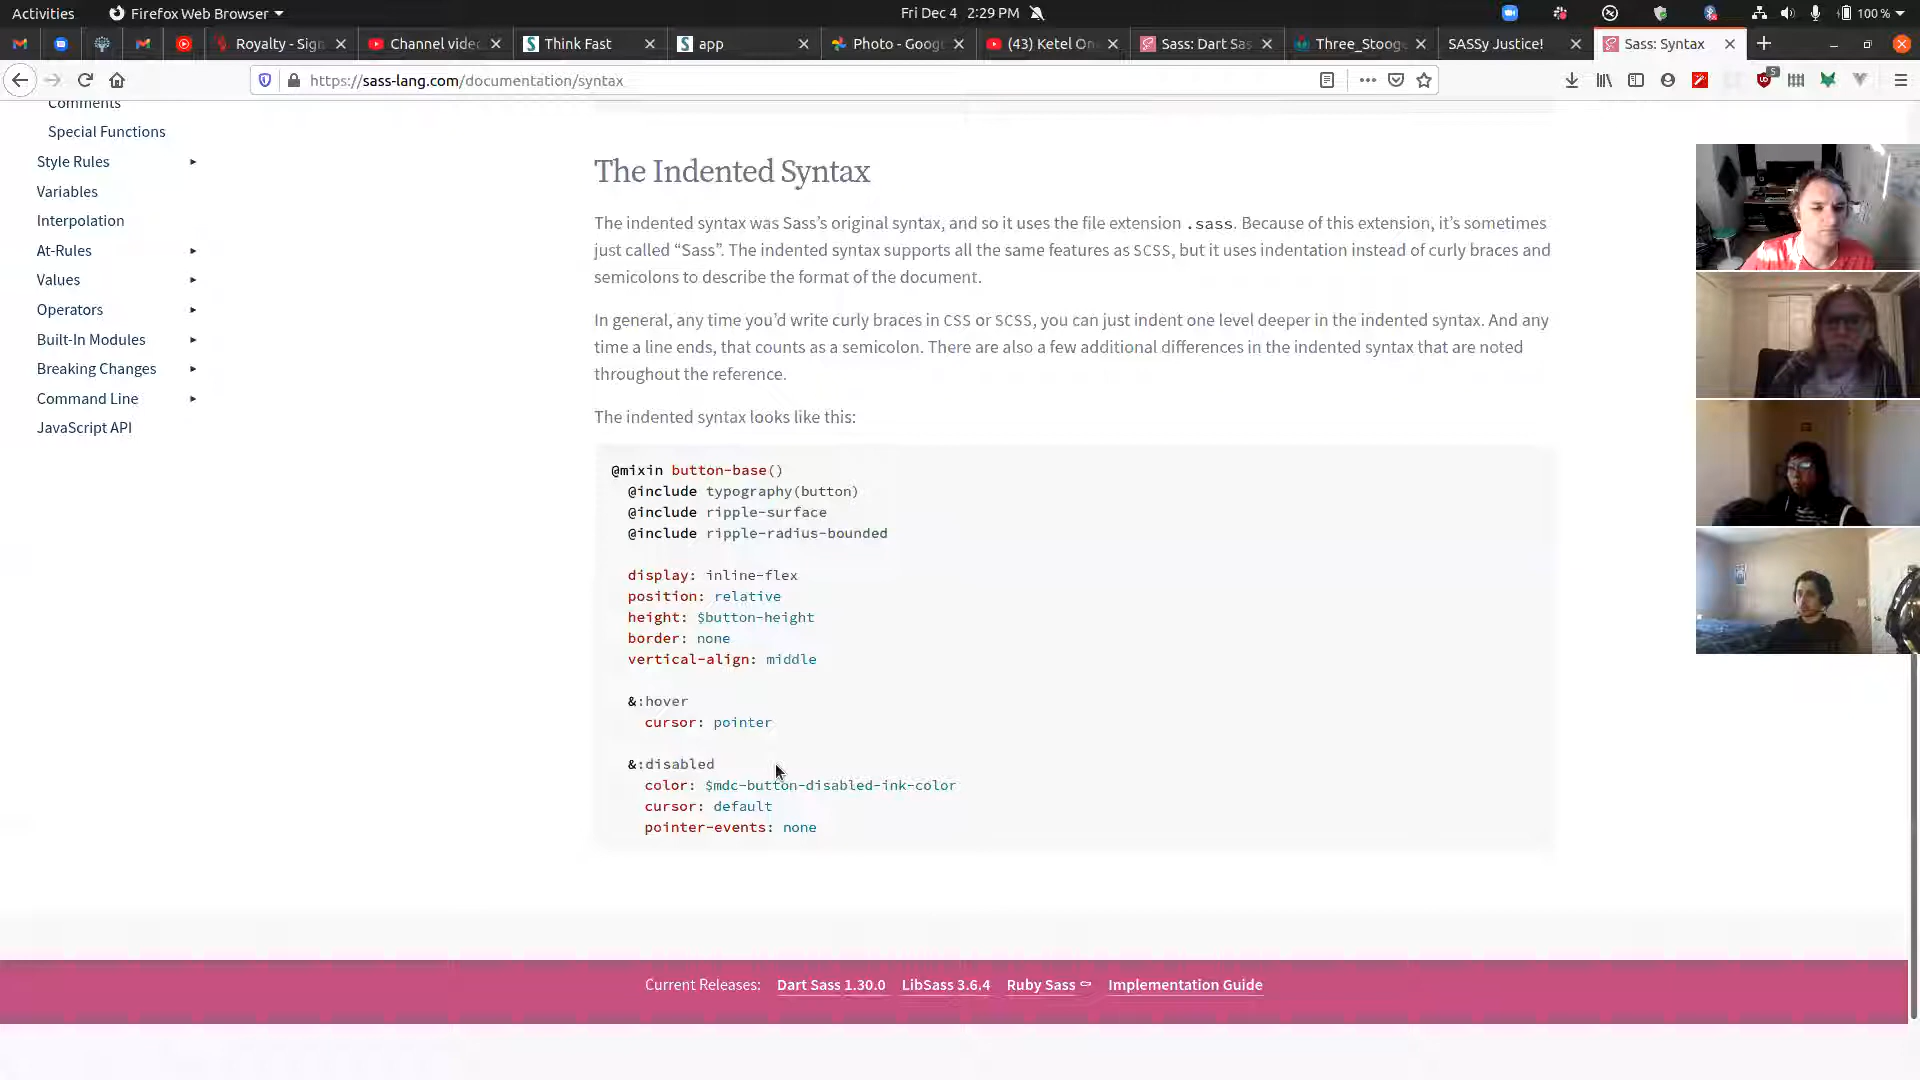 Activities
Firefox Web Browser
Fri Dec 4 2:29 PM
100 %
Royalty - Sig
Channel vide
Think Fast
app
Photo - Goog
(43) Ketel On
Sass: Dart Sas
Three_Stoog
SASSy Justice!
Sass: Syntax
https://sass-lang.com/documentation/syntax
5
Comments
Special Functions
Style Rules
Variables
Interpolation
At-Rules
Values
Operators
Built-In Modules
Breaking Changes
Command Line
JavaScript API
The Indented Syntax
The indented syntax was Sass’s original syntax, and so it uses the file extension .sass. Because of this extension, it’s sometimes
just called “Sass”. The indented syntax supports all the same features as SCSS, but it uses indentation instead of curly braces and
semicolons to describe the format of the document.
In general, any time you’d write curly braces in CSS or SCSS, you can just indent one level deeper in the indented syntax. And any
time a line ends, that counts as a semicolon. There are also a few additional differences in the indented syntax that are noted
throughout the reference.
The indented syntax looks like this:
@mixin button-base()
@include typography(button)
@include ripple-surface
@include ripple-radius-bounded
display: inline-flex
position: relative
height: $button-height
border: none
vertical-align: middle
&:hover
cursor: pointer
&:disabled
color: $mdc-button-disabled-ink-color
cursor: default
pointer-events: none
Current Releases: Dart Sass 1.30.0 LibSass 3.6.4 Ruby Sass ⚰ Implementation Guide